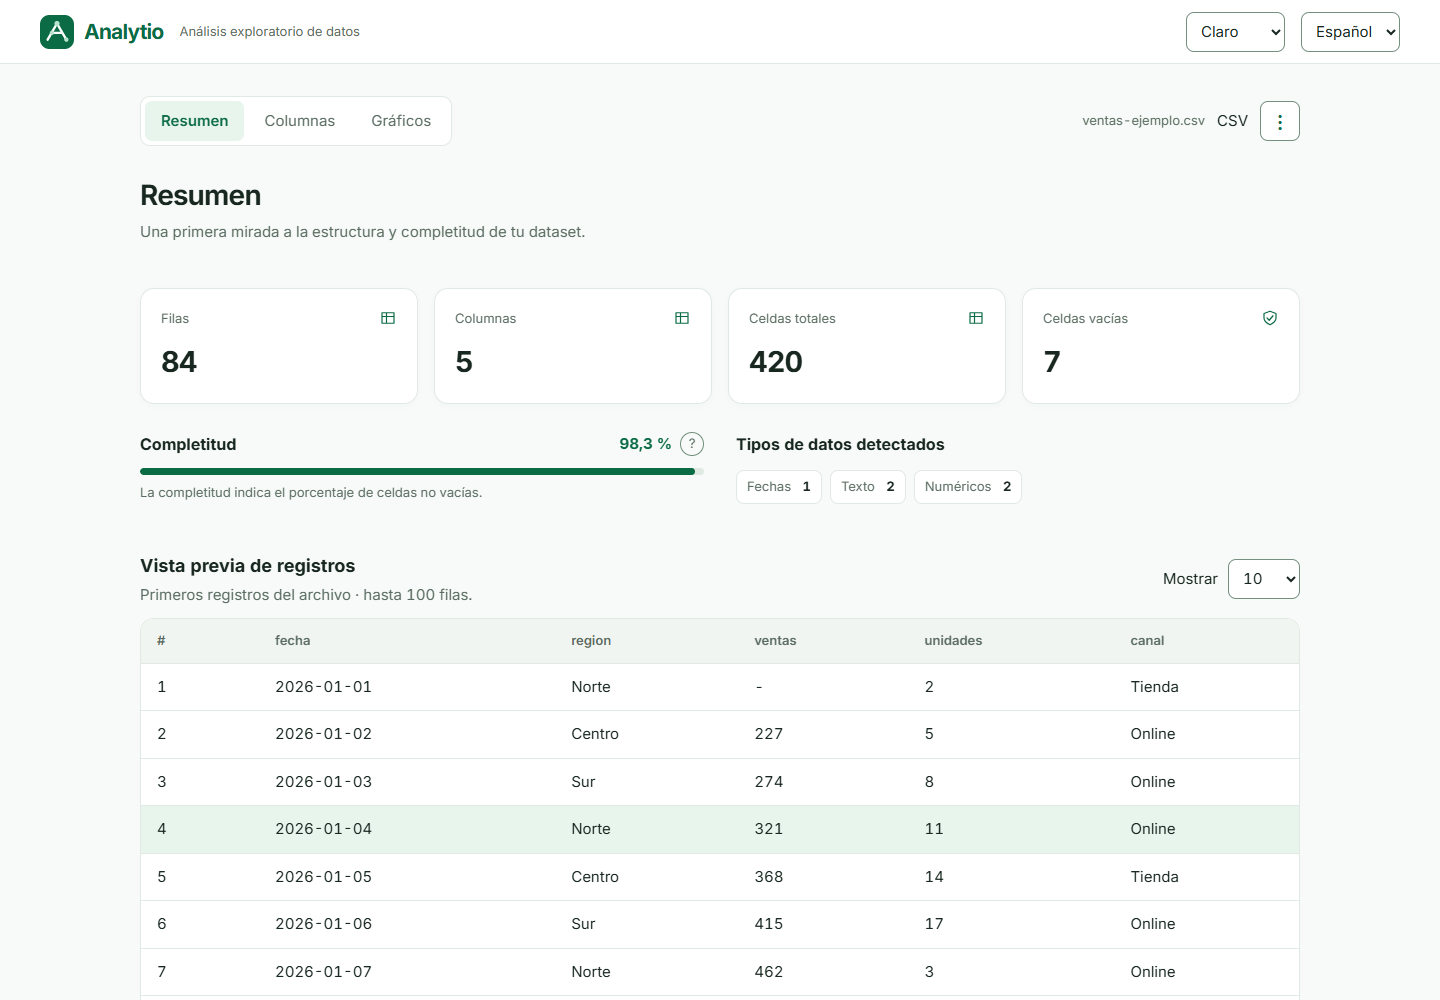 Analytio Análisis exploratorio de datos Claro Español
Resumen Columnas Gráficos ventas-ejemplo.csv CSV
Resumen
Una primera mirada a la estructura y completitud de tu dataset.
Filas Columnas Celdas totales Celdas vacías
84 5 420 7
Completitud 98,3 % ? Tipos de datos detectados
Fechas 1 Texto 2 Numéricos 2
La completitud indica el porcentaje de celdas no vacías.
Vista previa de registros
Mostrar 10
Primeros registros del archivo · hasta 100 filas.
# fecha region ventas unidades canal
1 2026-01-01 Norte - 2 Tienda
2 2026-01-02 Centro 227 5 Online
3 2026-01-03 Sur 274 8 Online
4 2026-01-04 Norte 321 11 Online
5 2026-01-05 Centro 368 14 Tienda
6 2026-01-06 Sur 415 17 Online
7 2026-01-07 Norte 462 3 Online